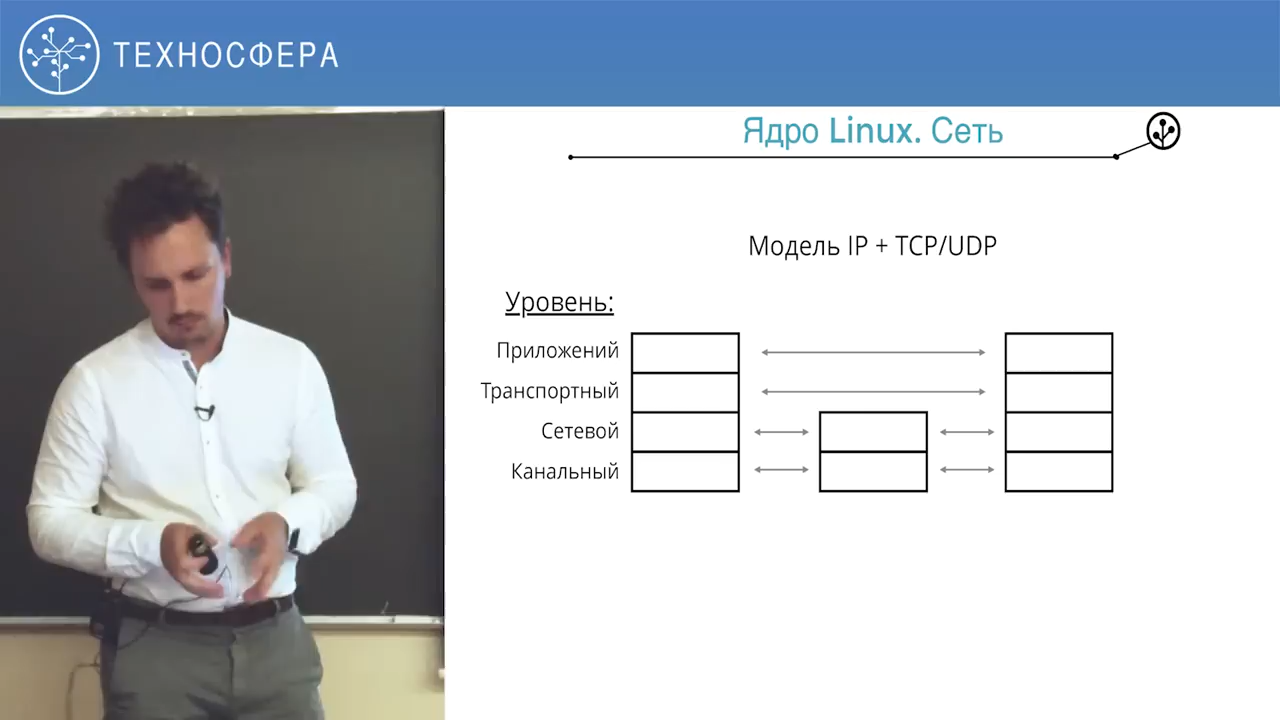 ТЕХНОСФЕРА
Ядро Linux. Сеть
Модель IP + TCP/UDP
Уровень:
Приложений
Транспортный
Сетевой
Канальный